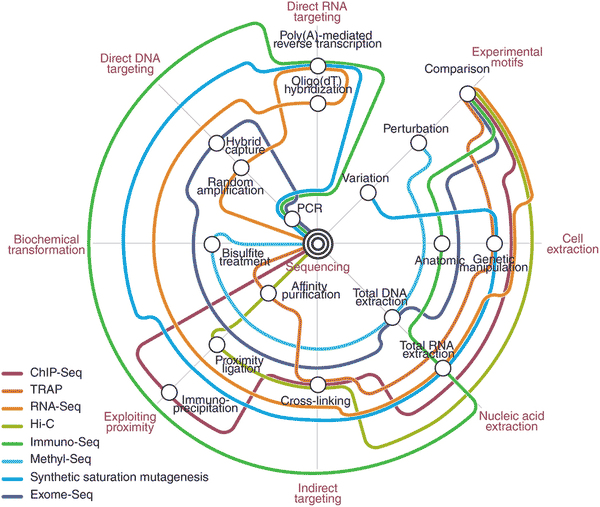 Direct RNA
targeting
Poly(A)-mediated
reverse transcription
Direct DNA
targeting
Experimental
motifs
Comparison
Oligo(dT)
hybridization
Perturbation
Hybrid
capture
Random
amplification
Variation
PCR
Biochemical
transformation
Bisulfite
treatment
Sequencing
Anatomic
Genetic
manipulation
Cell
extraction
Affinity
purification
Total DNA
extraction
Total RNA
extraction
Proximity
ligation
Immuno-
precipitation
Cross-linking
Exploiting
proximity
Nucleic acid
extraction
Indirect
targeting
ChIP-Seq
TRAP
RNA-Seq
Hi-C
Immuno-Seq
Methyl-Seq
Synthetic saturation mutagenesis
Exome-Seq